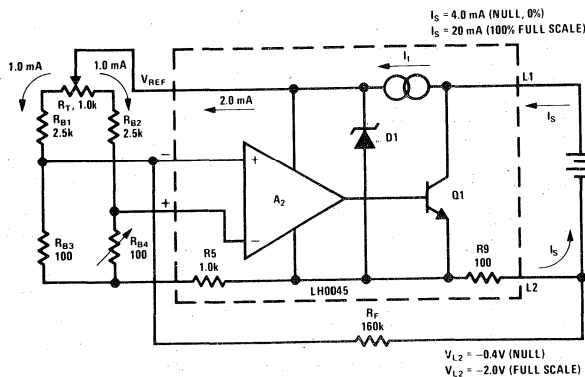 I_S = 4.0 mA (NULL, 0%)
I_S = 20 mA (100% FULL SCALE)
1.0 mA
1.0 mA
V_REF
I_I
L1
R_T, 1.0k
2.0 mA
I_S
R_B1
2.5k
R_B2
2.5k
D1
−
+
A_2
Q1
+
−
R_B3
100
R_B4
100
R5
1.0k
R9
100
I_S
LH0045
L2
R_F
160k
V_L2 = −0.4V (NULL)
V_L2 = −2.0V (FULL SCALE)